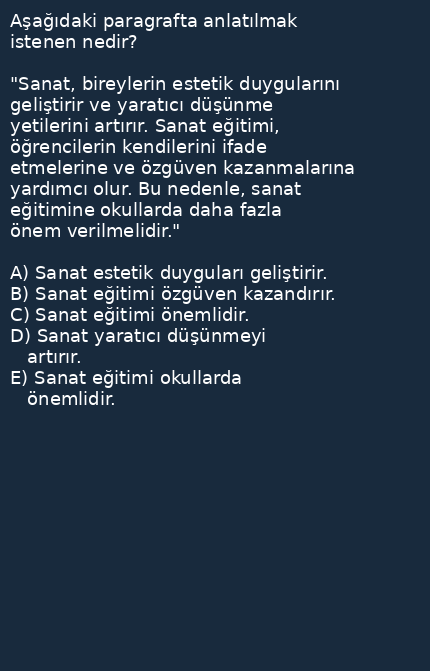 Aşağıdaki paragrafta anlatılmak
istenen nedir?

"Sanat, bireylerin estetik duygularını
geliştirir ve yaratıcı düşünme
yetilerini artırır. Sanat eğitimi,
öğrencilerin kendilerini ifade
etmelerine ve özgüven kazanmalarına
yardımcı olur. Bu nedenle, sanat
eğitimine okullarda daha fazla
önem verilmelidir."

A) Sanat estetik duyguları geliştirir.
B) Sanat eğitimi özgüven kazandırır.
C) Sanat eğitimi önemlidir.
D) Sanat yaratıcı düşünmeyi
artırır.
E) Sanat eğitimi okullarda
önemlidir.